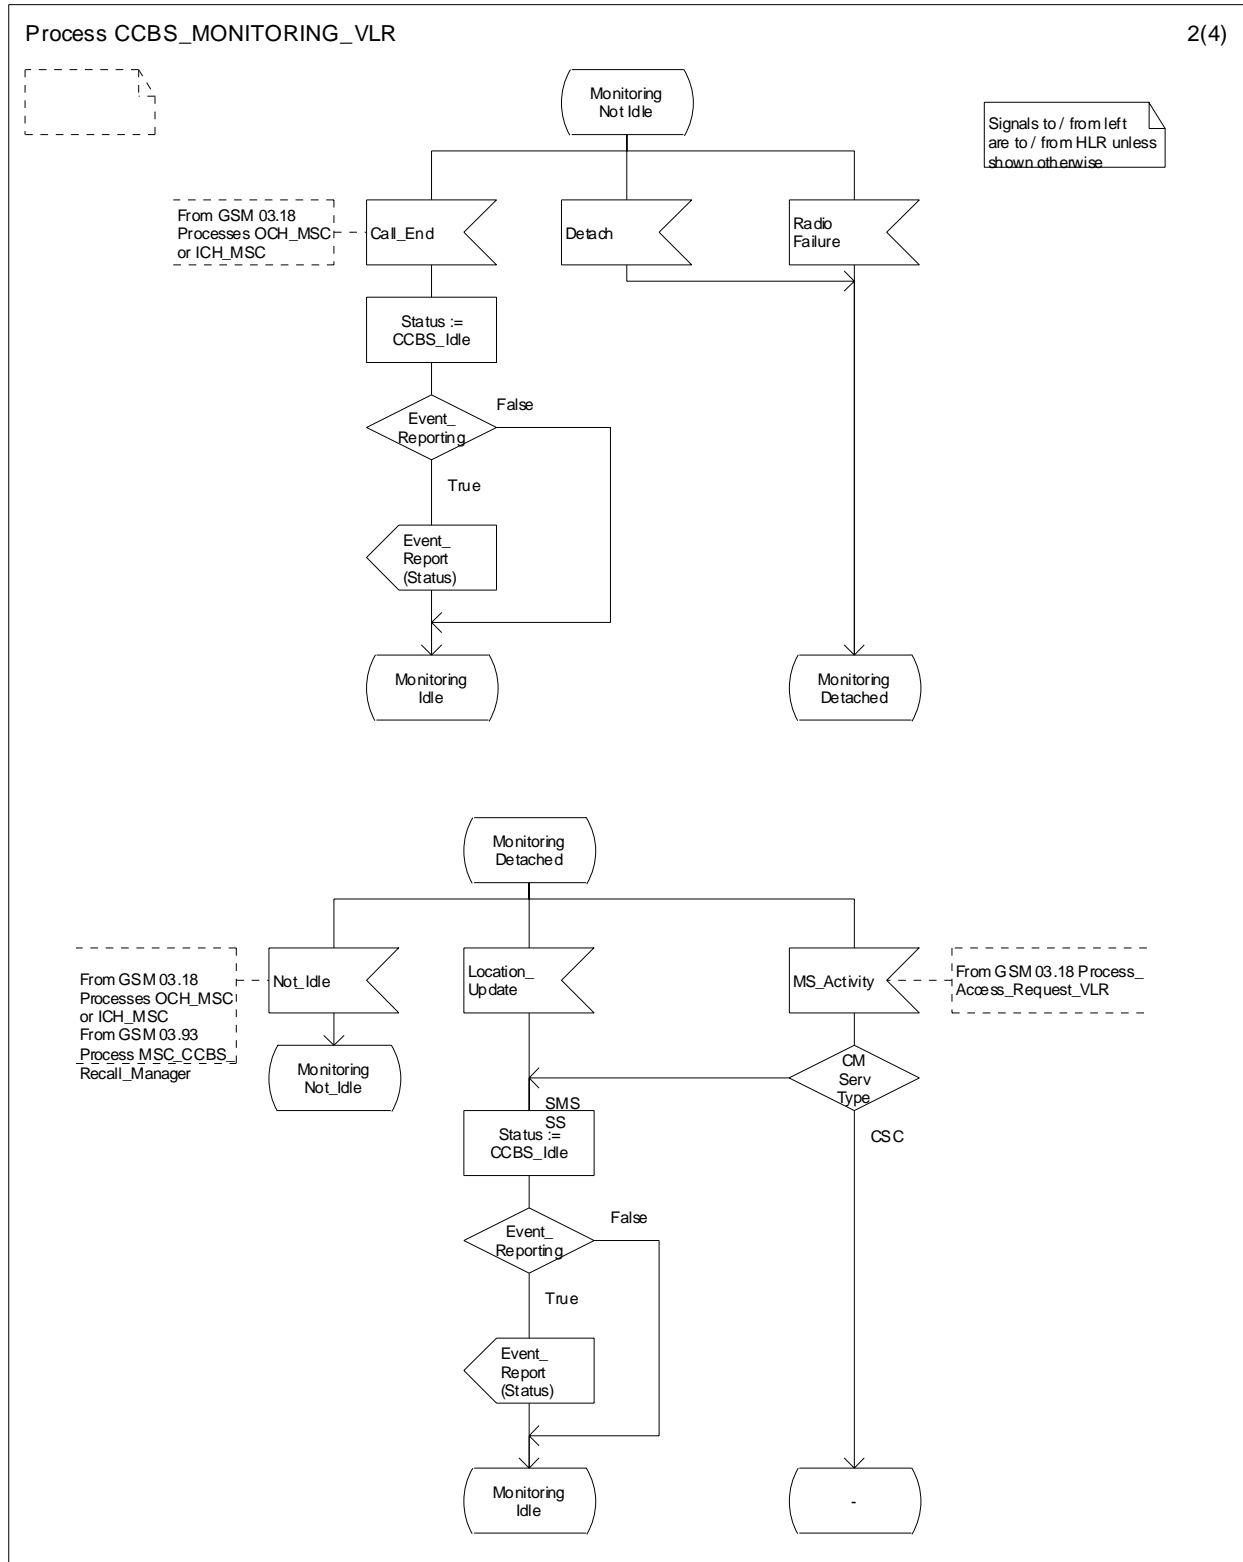 Process CCBS_MONITORING_VLR
2(4)
Monitoring
Not Idle
Signals to / from left
are to / from HLR unless
shown otherwise
From GSM 03.18
Processes OCH_MSC
or ICH_MSC
Call_End
Detach
Radio
Failure
Status :=
CCBS_Idle
Event_
Reporting
False
True
Event_
Report
(Status)
Monitoring
Idle
Monitoring
Detached
Monitoring
Detached
From GSM 03.18
Processes OCH_MSC
or ICH_MSC
From GSM 03.93
Process MSC_CCBS_
Recall_Manager
Not_Idle
Location_
Update
MS_Activity
From GSM 03.18 Process_
Access_Request_VLR
Monitoring
Not_Idle
CM
Serv
Type
SMS
SS
CSC
Status :=
CCBS_Idle
Event_
Reporting
False
True
Event_
Report
(Status)
Monitoring
Idle
-